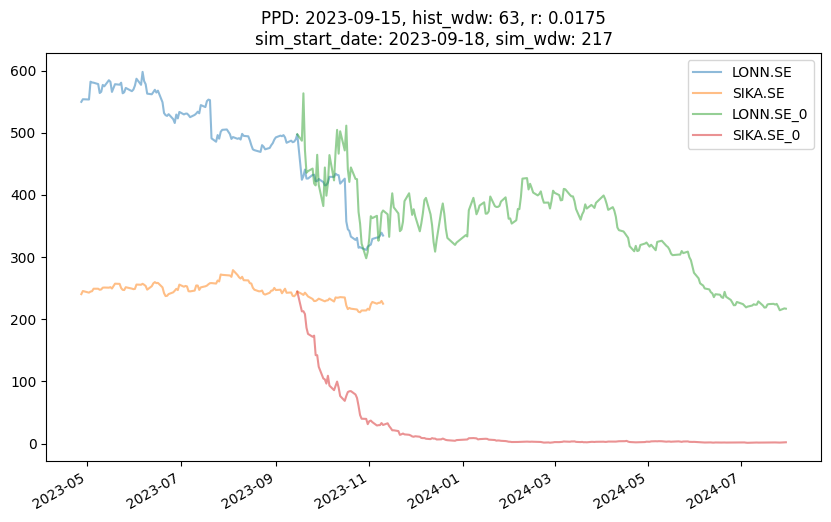 PPD: 2023-09-15, hist_wdw: 63, r: 0.0175
sim_start_date: 2023-09-18, sim_wdw: 217
LONN.SE
SIKA.SE
LONN.SE_0
SIKA.SE_0
600
500
400
300
200
100
0
2023-05
2023-07
2023-09
2023-11
2024-01
2024-03
2024-05
2024-07